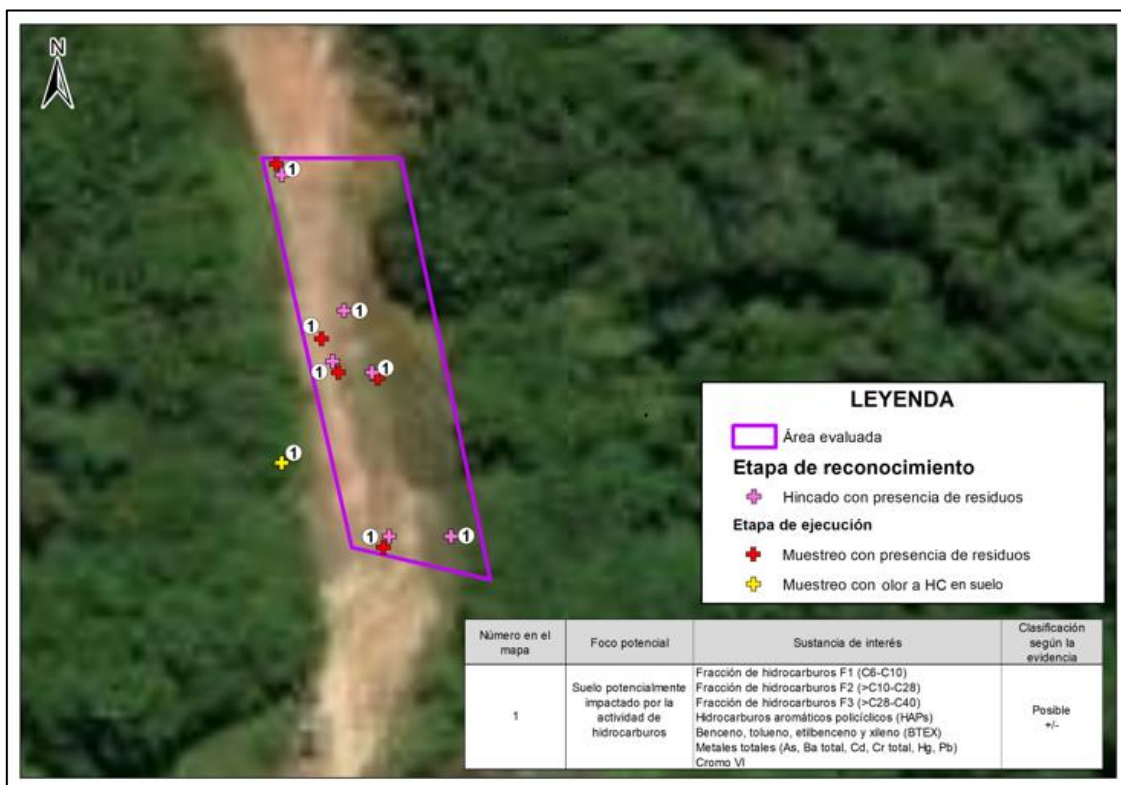 N
1
1
1
1
1
1
1
1
LEYENDA
Área evaluada
Etapa de reconocimiento
Hincado con presencia de residuos
Etapa de ejecución
Muestreo con presencia de residuos
Muestreo con olor a HC en suelo
Número en el mapa
Foco potencial
Sustancia de interés
Clasificación según la evidencia
1
Suelo potencialmente impactado por la actividad de hidrocarburos
Fracción de hidrocarburos F1 (C6-C10)
Fracción de hidrocarburos F2 (>C10-C28)
Fracción de hidrocarburos F3 (>C28-C40)
Hidrocarburos aromáticos policíclicos (HAPs)
Benceno, tolueno, etilbenceno y xileno (BTEX)
Metales totales (As, Ba total, Cd, Cr total, Hg, Pb)
Cromo VI
Posible
+/-